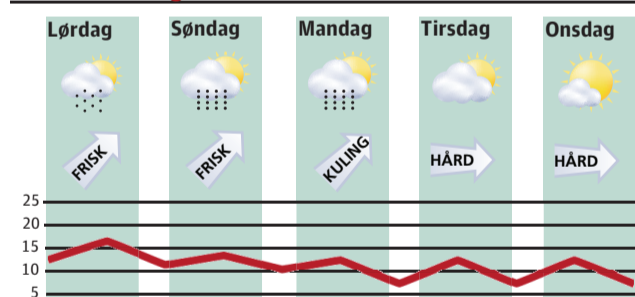 Lørdag Søndag Mandag Tirsdag Onsdag
FRISK FRISK KULING HÅRD HÅRD
25
20
15
10
5